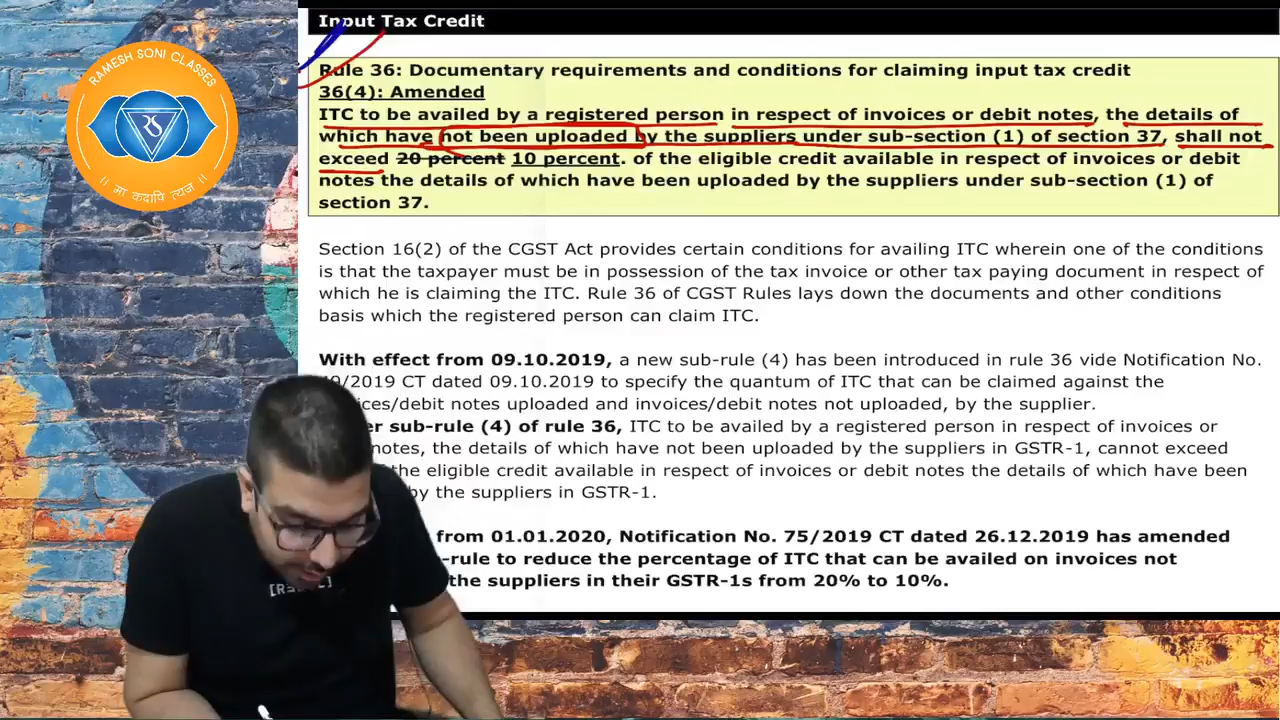 RAMESH SONI CLASSES
॥ मा कदापि त्यज ॥
Input Tax Credit
Rule 36: Documentary requirements and conditions for claiming input tax credit
36(4): Amended
ITC to be availed by a registered person in respect of invoices or debit notes, the details of
which have not been uploaded by the suppliers under sub-section (1) of section 37, shall not
exceed 20 percent 10 percent. of the eligible credit available in respect of invoices or debit
notes the details of which have been uploaded by the suppliers under sub-section (1) of
section 37.
Section 16(2) of the CGST Act provides certain conditions for availing ITC wherein one of the conditions
is that the taxpayer must be in possession of the tax invoice or other tax paying document in respect of
which he is claiming the ITC. Rule 36 of CGST Rules lays down the documents and other conditions
basis which the registered person can claim ITC.
With effect from 09.10.2019, a new sub-rule (4) has been introduced in rule 36 vide Notification No.
/2019 CT dated 09.10.2019 to specify the quantum of ITC that can be claimed against the
ices/debit notes uploaded and invoices/debit notes not uploaded, by the supplier.
er sub-rule (4) of rule 36, ITC to be availed by a registered person in respect of invoices or
notes, the details of which have not been uploaded by the suppliers in GSTR-1, cannot exceed
the eligible credit available in respect of invoices or debit notes the details of which have been
by the suppliers in GSTR-1.
from 01.01.2020, Notification No. 75/2019 CT dated 26.12.2019 has amended
-rule to reduce the percentage of ITC that can be availed on invoices not
the suppliers in their GSTR-1s from 20% to 10%.